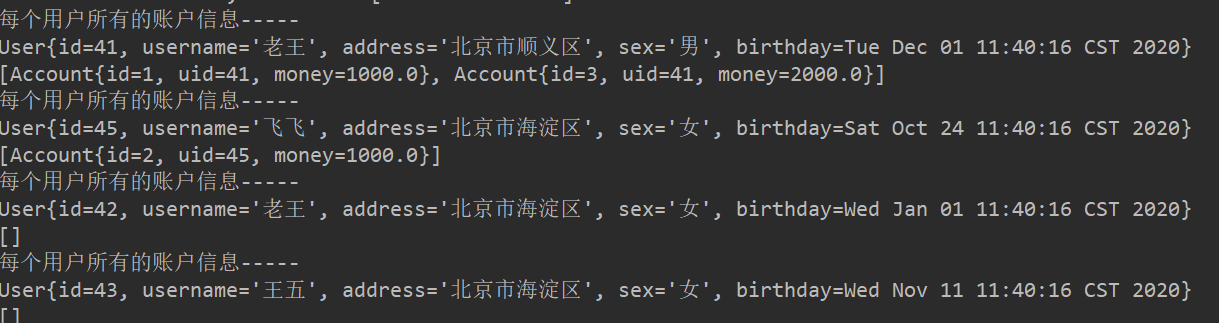 每个用户所有的账户信息-----
User{id=41, username='老王', address='北京市顺义区', sex='男', birthday=Tue Dec 01 11:40:16 CST 2020}
[Account{id=1, uid=41, money=1000.0}, Account{id=3, uid=41, money=2000.0}]
每个用户所有的账户信息-----
User{id=45, username='飞飞', address='北京市海淀区', sex='女', birthday=Sat Oct 24 11:40:16 CST 2020}
[Account{id=2, uid=45, money=1000.0}]
每个用户所有的账户信息-----
User{id=42, username='老王', address='北京市海淀区', sex='女', birthday=Wed Jan 01 11:40:16 CST 2020}
[]
每个用户所有的账户信息-----
User{id=43, username='王五', address='北京市海淀区', sex='女', birthday=Wed Nov 11 11:40:16 CST 2020}
[]